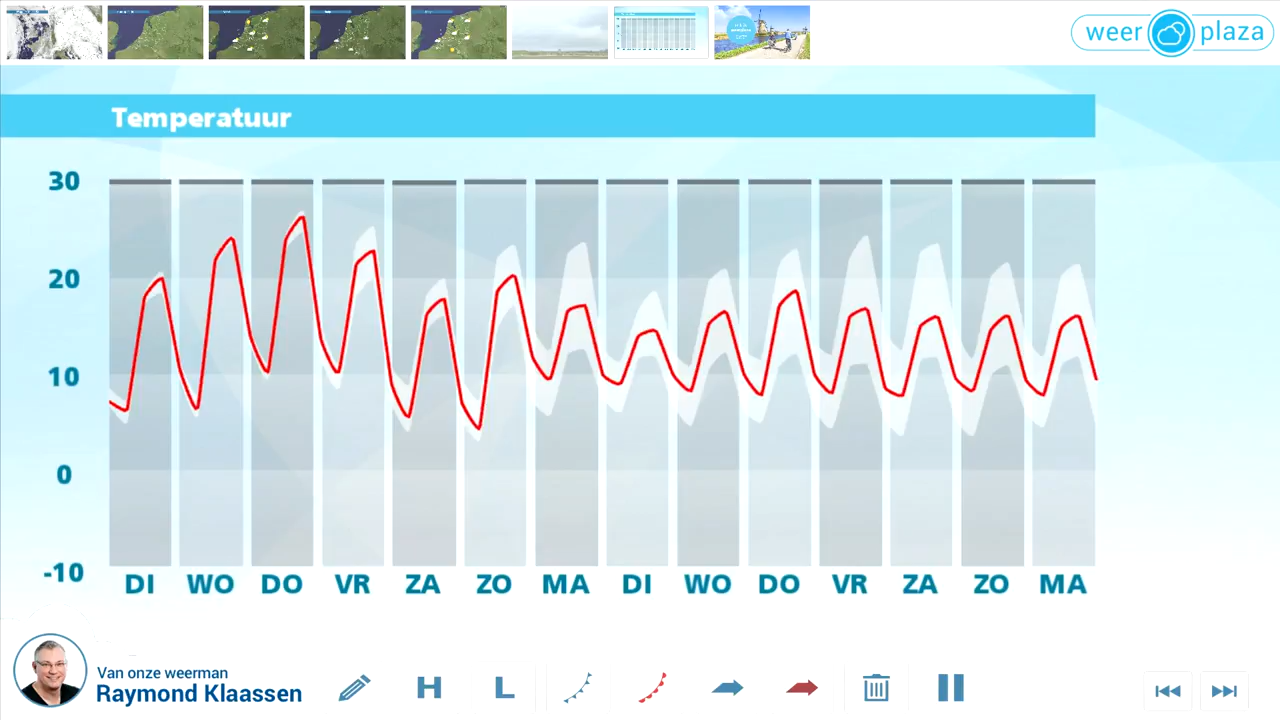 weer plaza
Temperatuur
30
20
10
0
-10
DI WO DO VR ZA ZO MA DI WO DO VR ZA ZO MA
Van onze weerman
Raymond Klaassen
H L